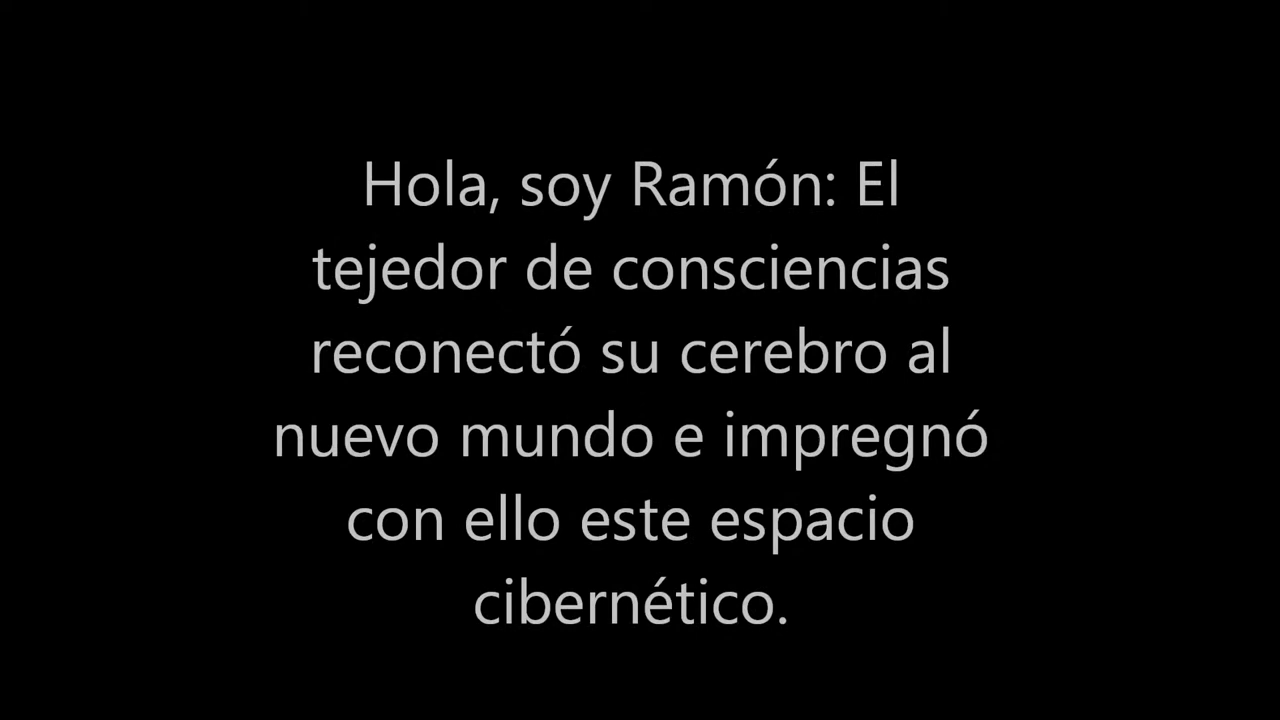 Hola, soy Ramón: El
tejedor de consciencias
reconectó su cerebro al
nuevo mundo e impregnó
con ello este espacio
cibernético.